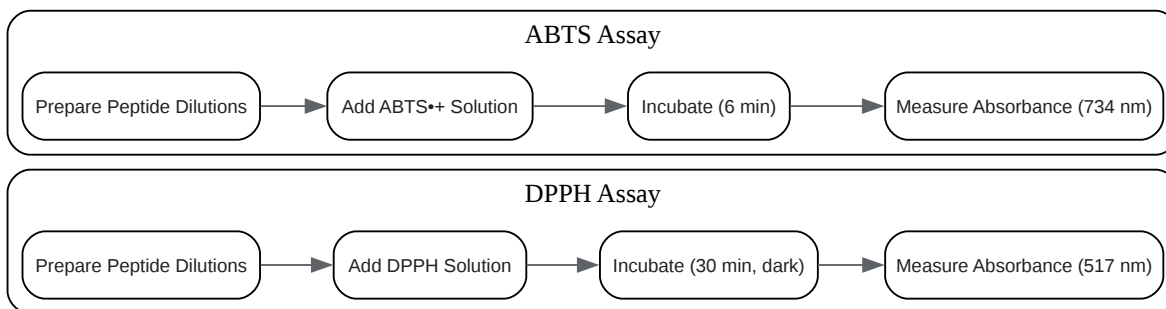 ABTS Assay
Prepare Peptide Dilutions
Add ABTS•+ Solution
Incubate (6 min)
Measure Absorbance (734 nm)
DPPH Assay
Prepare Peptide Dilutions
Add DPPH Solution
Incubate (30 min, dark)
Measure Absorbance (517 nm)